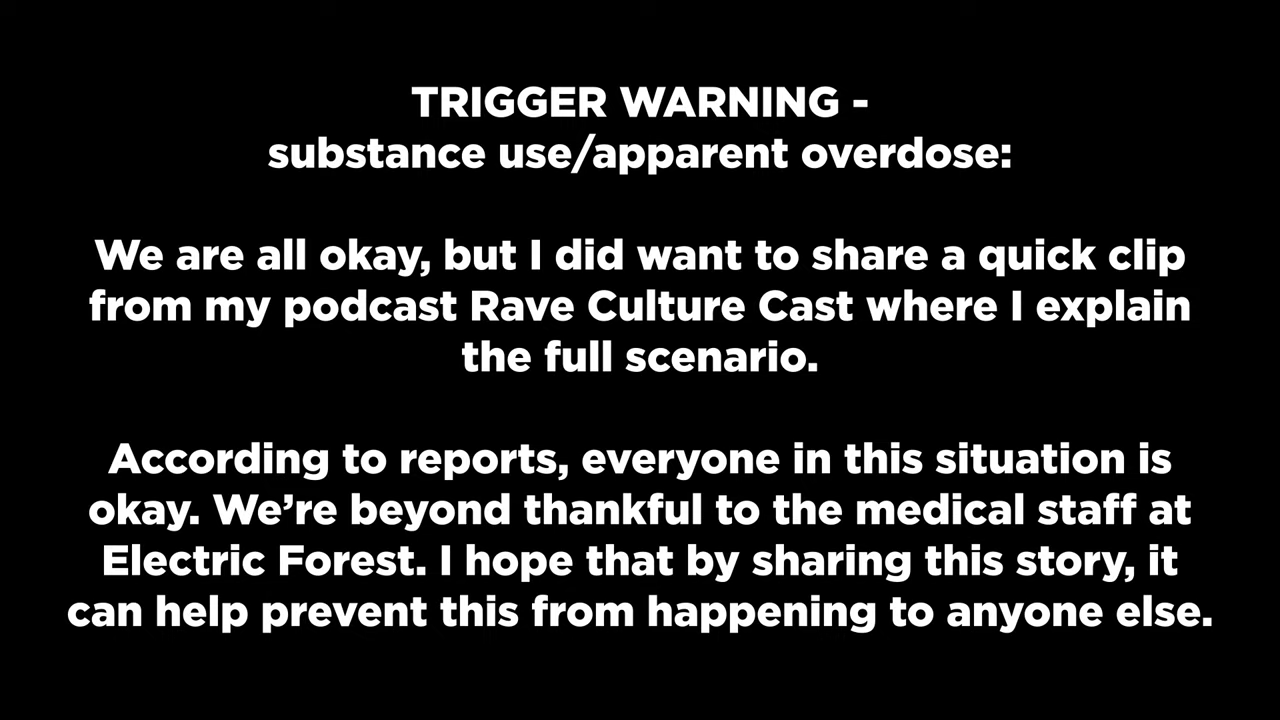 TRIGGER WARNING -
substance use/apparent overdose:
We are all okay, but I did want to share a quick clip
from my podcast Rave Culture Cast where I explain
the full scenario.
According to reports, everyone in this situation is
okay. We’re beyond thankful to the medical staff at
Electric Forest. I hope that by sharing this story, it
can help prevent this from happening to anyone else.